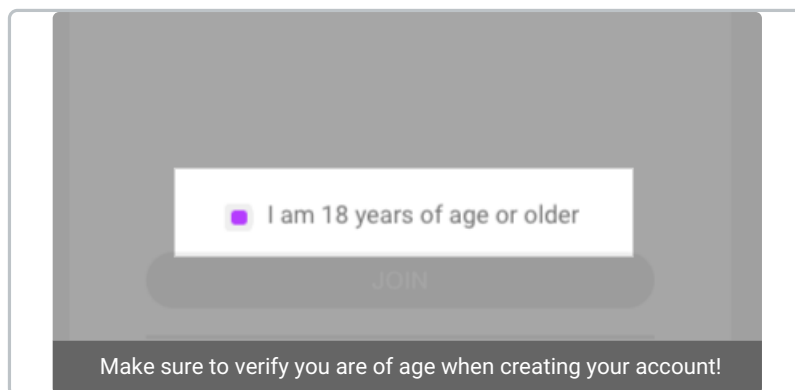 I am 18 years of age or older
JOIN
Make sure to verify you are of age when creating your account!